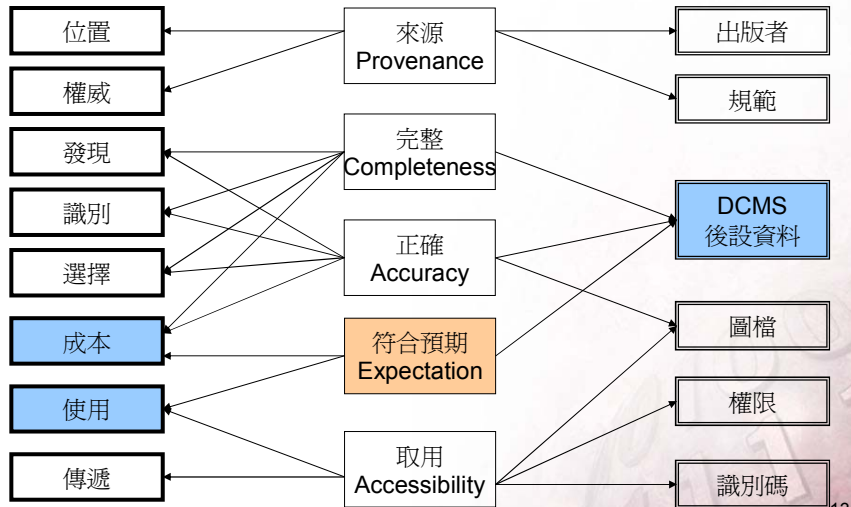 位置
權威
發現
識別
選擇
成本
使用
傳遞
來源
Provenance
完整
Completeness
正確
Accuracy
符合預期
Expectation
取用
Accessibility
出版者
規範
DCMS
後設資料
圖檔
權限
識別碼